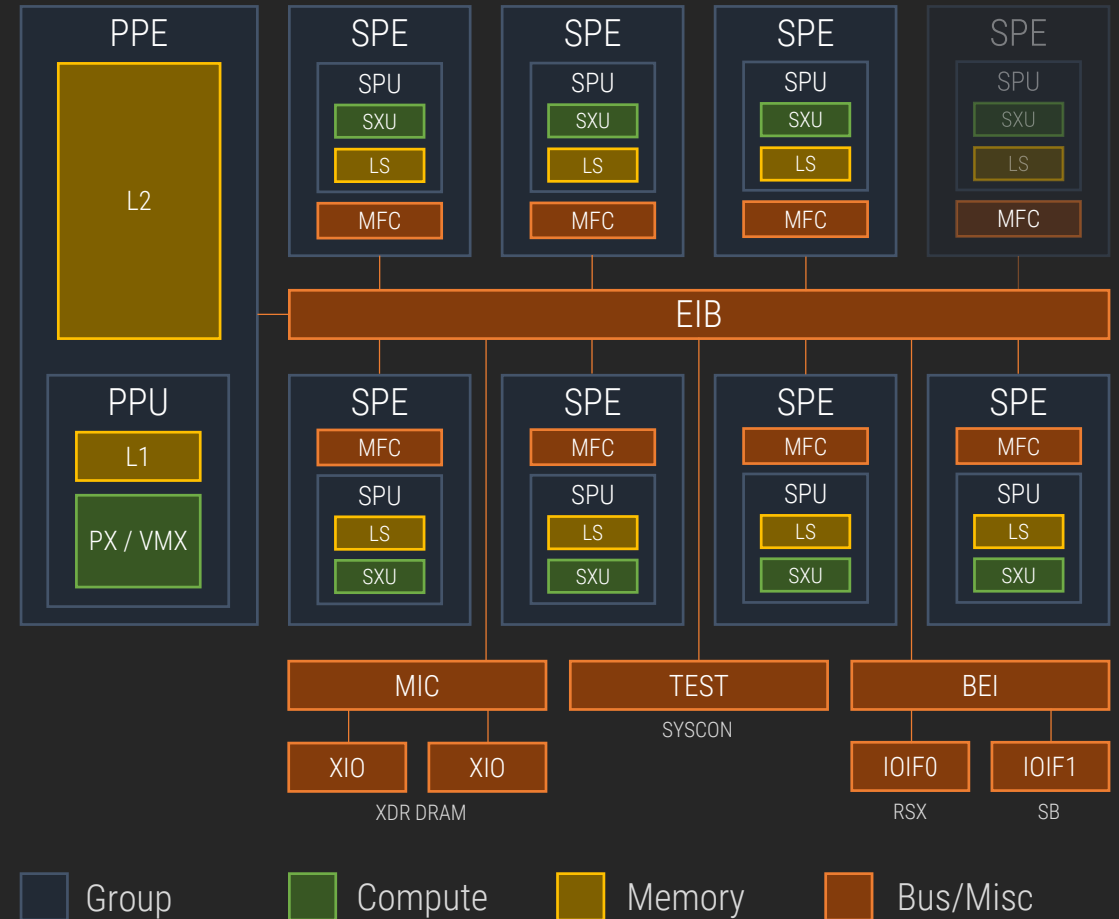 PPE
L2
PPU
L1
PX / VMX
SPE
SPU
SXU
LS
MFC
SPE
SPU
SXU
LS
MFC
SPE
SPU
SXU
LS
MFC
SPE
SPU
SXU
LS
MFC
EIB
SPE
MFC
SPU
LS
SXU
SPE
MFC
SPU
LS
SXU
SPE
MFC
SPU
LS
SXU
SPE
MFC
SPU
LS
SXU
MIC
XIO
XIO
XDR DRAM
TEST
SYSCON
BEI
IOIF0
IOIF1
RSX
SB
Group
Compute
Memory
Bus/Misc